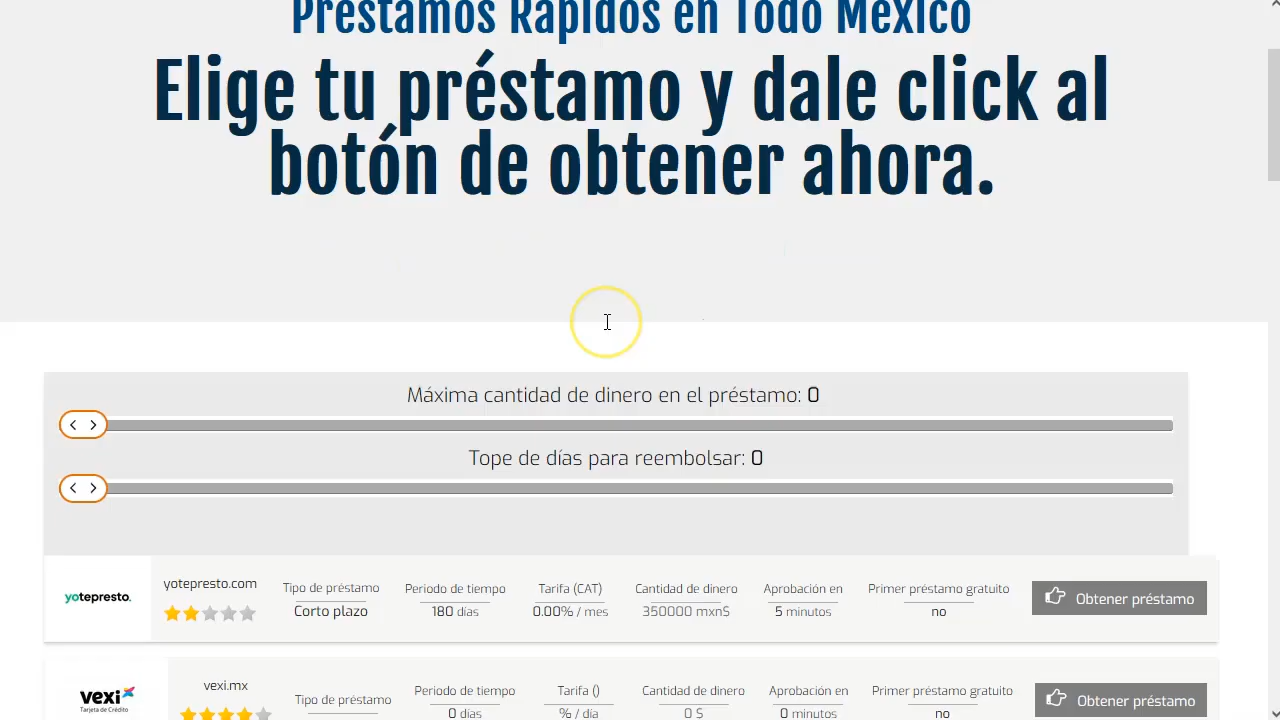 Préstamos Rápidos en Todo México
Elige tu préstamo y dale click al
botón de obtener ahora.
Máxima cantidad de dinero en el préstamo: 0
Tope de días para reembolsar: 0
yotepresto.
yotepresto.com
Tipo de préstamo
Corto plazo
Periodo de tiempo
180 días
Tarifa (CAT)
0.00% / mes
Cantidad de dinero
350000 mxn$
Aprobación en
5 minutos
Primer préstamo gratuito
no
Obtener préstamo
vexi
Tarjeta de Crédito
vexi.mx
Tipo de préstamo
Periodo de tiempo
0 días
Tarifa ()
% / día
Cantidad de dinero
0 $
Aprobación en
0 minutos
Primer préstamo gratuito
no
Obtener préstamo